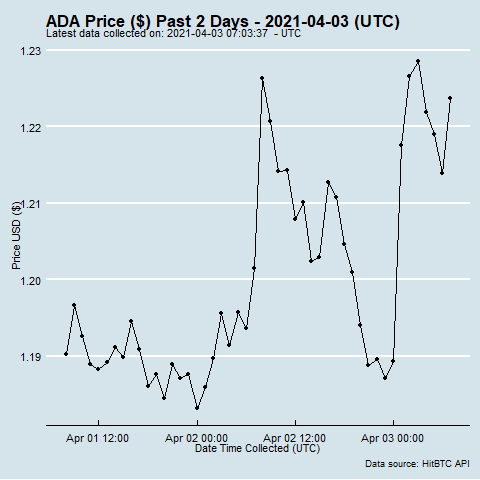 ADA Price ($) Past 2 Days - 2021-04-03 (UTC)
Latest data collected on: 2021-04-03 07:03:37  - UTC
1.23
1.22
1.21
1.20
1.19
Price USD ($)
Apr 01 12:00
Apr 02 00:00
Apr 02 12:00
Apr 03 00:00
Date Time Collected (UTC)
Data source: HitBTC API